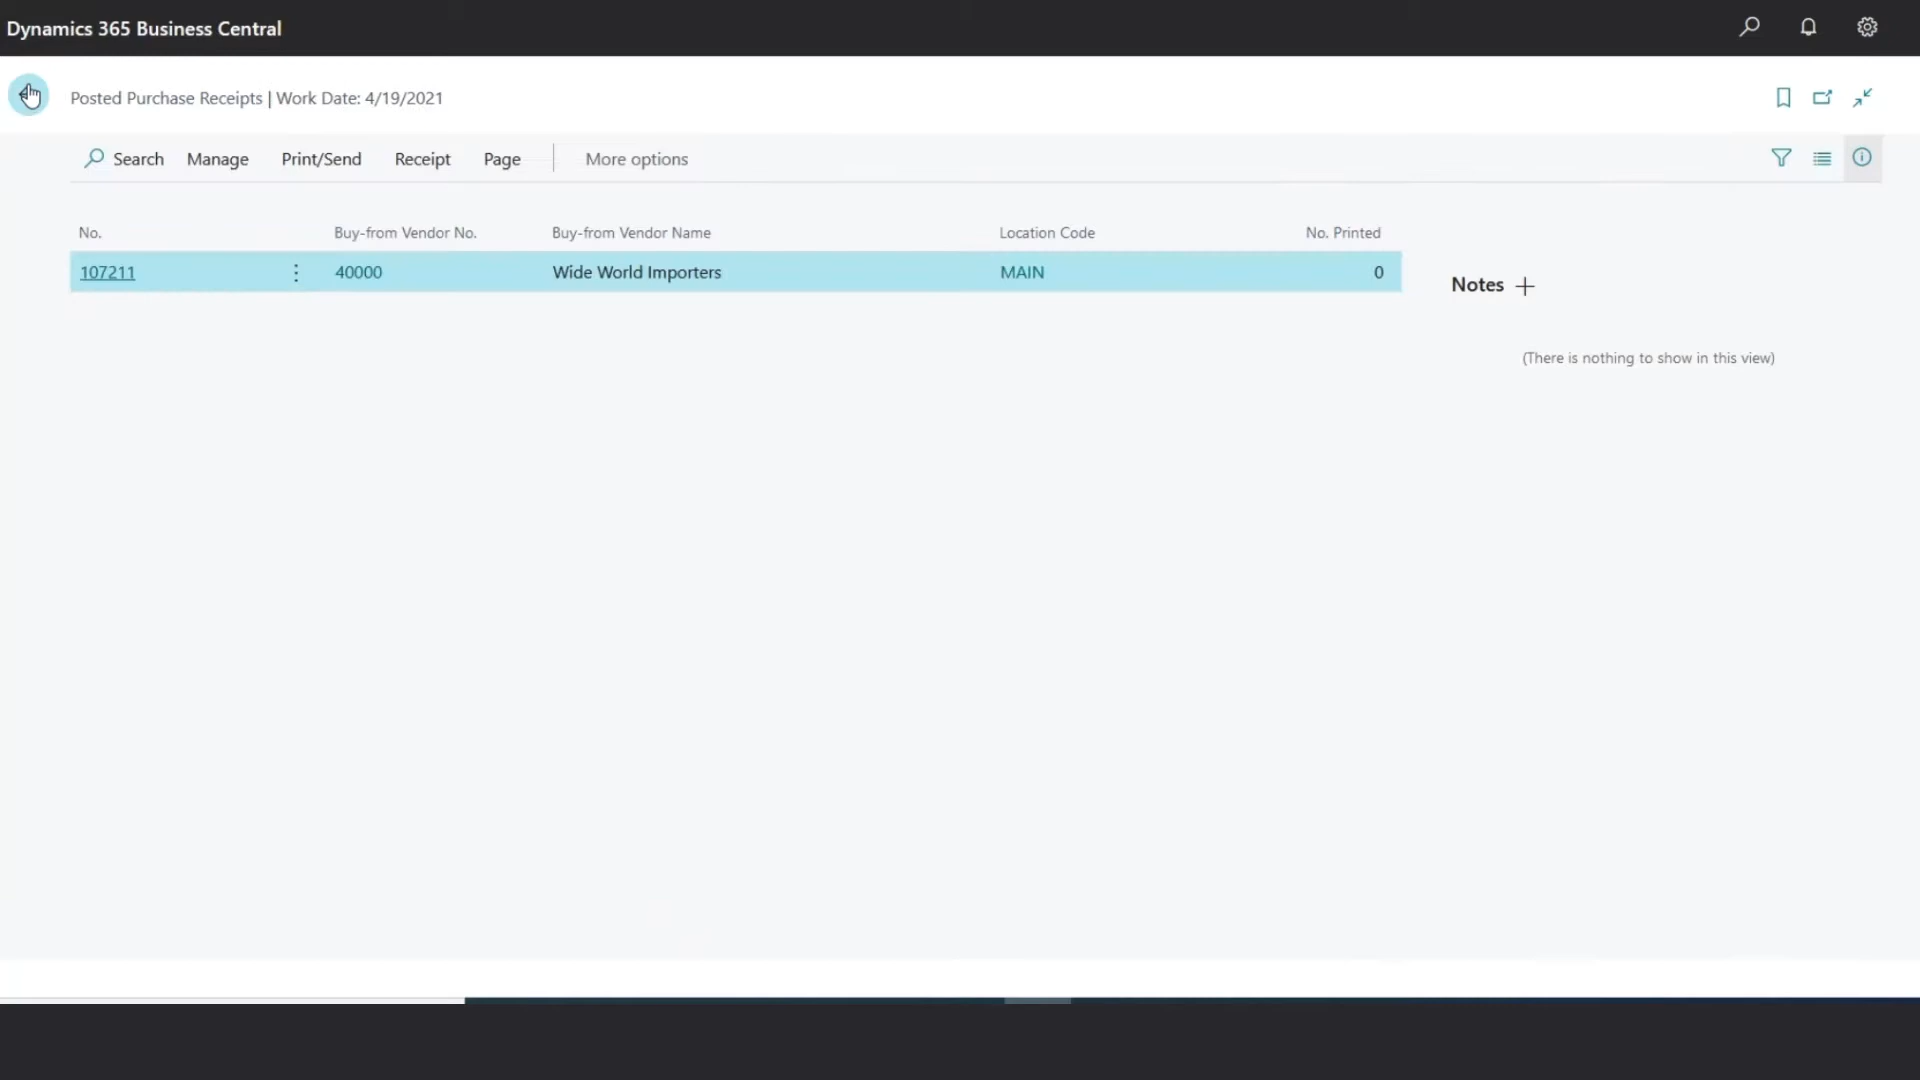 Dynamics 365 Business Central
Posted Purchase Receipts | Work Date: 4/19/2021
Search Manage Print/Send Receipt Page More options
No. Buy-from Vendor No. Buy-from Vendor Name Location Code No. Printed
107211 40000 Wide World Importers MAIN 0
Notes
(There is nothing to show in this view)